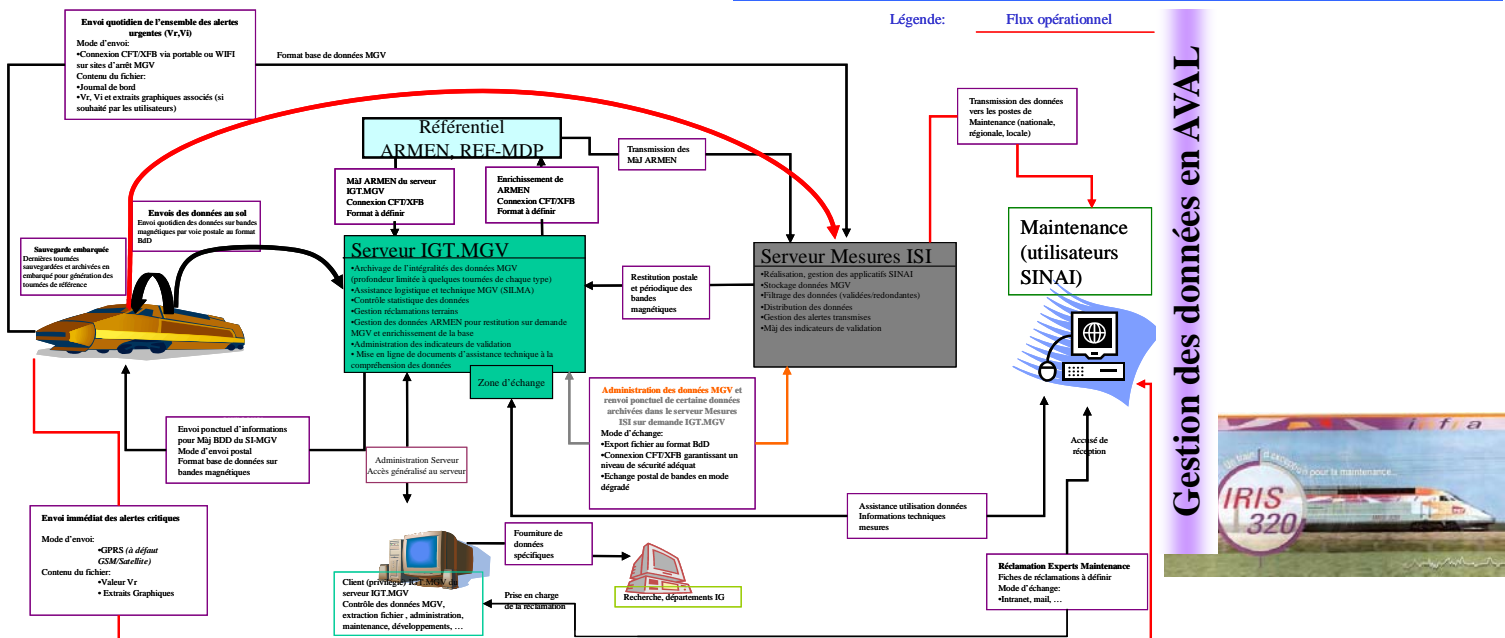 Légende: Flux opérationnel
Envoi quotidien de l'ensemble des alertes
urgentes (Vr,Vi)
Mode d'envoi:
•Connexion CFT/XFB via portable ou WIFI
sur sites d'arrêt MGV
Contenu du fichier:
•Journal de bord
•Vr, Vi et extraits graphiques associés (si
souhaité par les utilisateurs)
Format base de données MGV
Transmission des données
vers les postes de
Maintenance (nationale,
régionale, locale)
Référentiel
ARMEN, REF-MDP
Transmission des
MàJ ARMEN
MàJ ARMEN du serveur
IGT.MGV
Connexion CFT/XFB
Format à définir
Enrichissement de
ARMEN
Connexion CFT/XFB
Format à définir
Envois des données au sol
Envoi quotidien des données sur bandes
magnétiques par voie postale au format
BdD
Sauvegarde embarquée
Dernières tournées
sauvegardées et archivées en
embarqué pour génération des
tournées de référence
Serveur IGT.MGV
•Archivage de l'intégralités des données MGV
(profondeur limitée à quelques tournées de chaque type)
•Assistance logistique et technique MGV (SILMA)
•Contrôle statistique des données
•Gestion réclamations terrains
•Gestion des données ARMEN pour restitution sur demande
MGV et enrichissement de la base
•Administration des indicateurs de validation
• Mise en ligne de documents d'assistance technique à la
compréhension des données
Zone d'échange
Restitution postale
et périodique des
bandes
magnétiques
Serveur Mesures ISI
•Réalisation, gestion des applicatifs SINAI
•Stockage données MGV
•Filtrage des données (validées/redondantes)
•Distribution des données
•Gestion des alertes transmises
•Màj des indicateurs de validation
Maintenance
(utilisateurs
SINAI)
Gestion des données en AVAL
Administration des données MGV et
renvoi ponctuel de certaine données
archivées dans le serveur Mesures
ISI sur demande IGT.MGV
Mode d'échange:
•Export fichier au format BdD
•Connexion CFT/XFB garantissant un
niveau de sécurité adéquat
•Echange postal de bandes en mode
dégradé
Envoi ponctuel d'informations
pour Màj BDD du SI-MGV
Mode d'envoi postal
Format base de données sur
bandes magnétiques
Administration Serveur
Accès généralisé au serveur
Accusé de
réception
Assistance utilisation données
Informations techniques
mesures
Envoi immédiat des alertes critiques
Mode d'envoi:
•GPRS (à défaut
GSM/Satellite)
Contenu du fichier:
•Valeur Vr
• Extraits Graphiques
Fourniture de
données
spécifiques
Client (privilégié) IGT.MGV du
serveur IGT.MGV
Contrôle des données MGV,
extraction fichier , administration,
maintenance, développements, …
Recherche, départements IG
Prise en charge
de la réclamation
Réclamation Experts Maintenance
Fiches de réclamations à définir
Mode d'échange:
•Intranet, mail, …
infra
Un train d'exception pour la maintenance...
IRIS
320